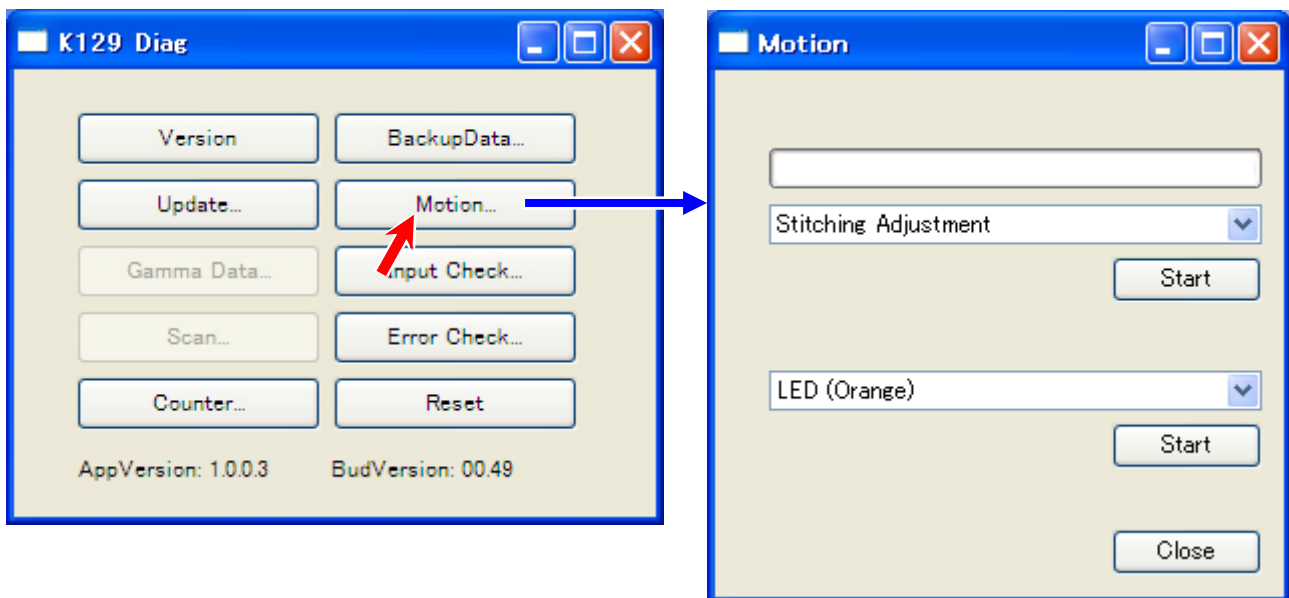 K129 Diag
Version
BackupData...
Update...
Motion...
Gamma Data...
Input Check...
Scan...
Error Check...
Counter...
Reset
AppVersion: 1.0.0.3
BudVersion: 00.49
Motion
Stitching Adjustment
Start
LED (Orange)
Start
Close